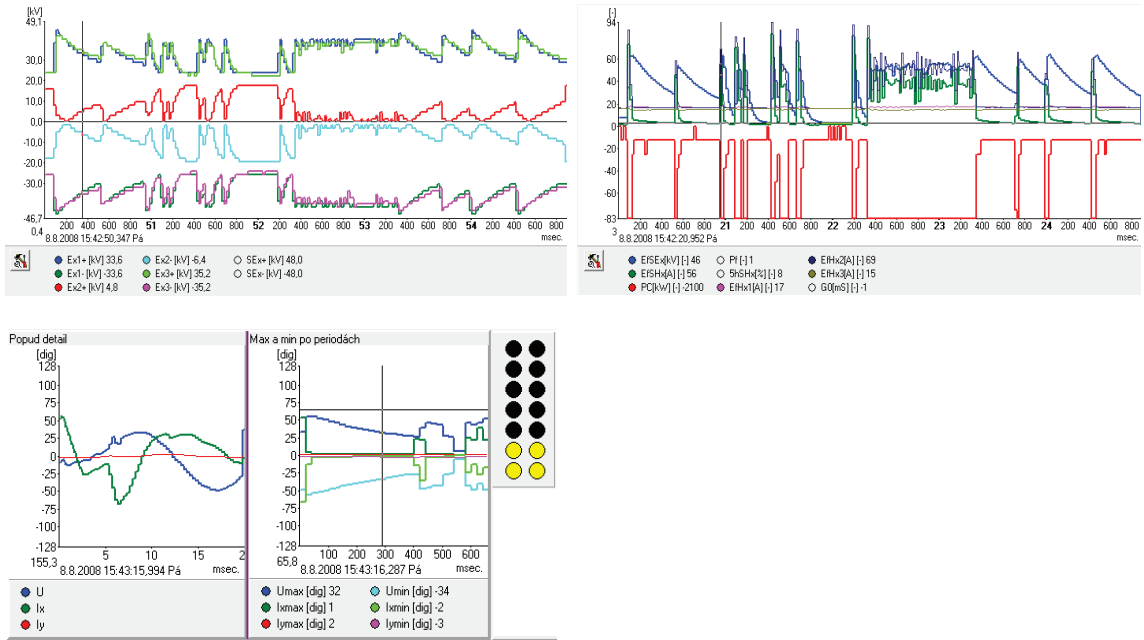 [kV]
49,1
30,0
20,0
10,0
0,0
-10,0
-20,0
-30,0
-46,7
0,4
400 600 800 51 200 400 600 800 52 200 400 600 800 53 200 400 600 800 54 200 400 600 800
8.8.2008 15:42:50,347 Pá
msec.
Ex1+ [kV] 33,6
Ex2- [kV] -6,4
SEx+ [kV] 48,0
Ex1- [kV] -33,6
Ex3+ [kV] 35,2
SEx- [kV] -48,0
Ex2+ [kV] 4,8
Ex3- [kV] -35,2
[-]
94
60
40
20
0
-20
-40
-60
-83
3
200 400 600 800 21 200 400 600 800 22 200 400 600 800 23 200 400 600 800 24 200 400 600 800
8.8.2008 15:42:20,952 Pá
msec.
EfSEx[kV] [-] 46
Pf [-] 1
EfHx2[A] [-] 69
EfSHx[A] [-] 56
5hSHx[%] [-] 8
EfHx3[A] [-] 15
PC[kW] [-] -2100
EfHx1[A] [-] 17
G0[mS] [-] -1
Popud detail
[dig]
128
100
75
50
25
0
-25
-50
-75
-100
-128
155,3
5 10 15 2
8.8.2008 15:43:15,994 Pá
msec.
U
Ix
Iy
Max a min po periodách
[dig]
128
100
75
50
25
0
-25
-50
-75
-100
-128
65,8
100 200 300 400 500 600
8.8.2008 15:43:16,287 Pá
msec.
Umax [dig] 32
Umin [dig] -34
Ixmax [dig] 1
Ixmin [dig] -2
Iymax [dig] 2
Iymin [dig] -3